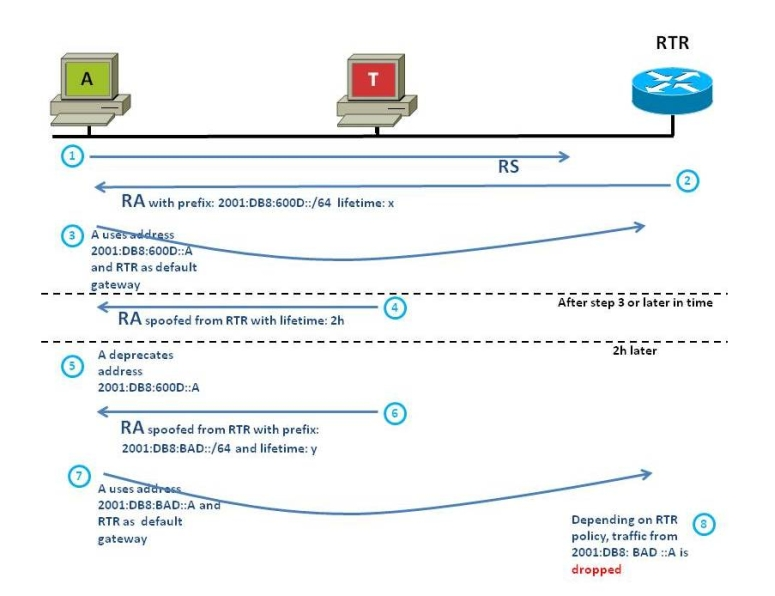 RTR
A
T
1
RS
2
RA with prefix: 2001:DB8:600D::/64 lifetime: x
3
A uses address
2001:DB8:600D::A
and RTR as default
gateway
After step 3 or later in time
4
RA spoofed from RTR with lifetime: 2h
2h later
5
A deprecates
address
2001:DB8:600D::A
6
RA spoofed from RTR with prefix:
2001:DB8:BAD::/64 and lifetime: y
7
A uses address
2001:DB8:BAD::A and
RTR as default
gateway
8
Depending on RTR
policy, traffic from
2001:DB8: BAD ::A is
dropped